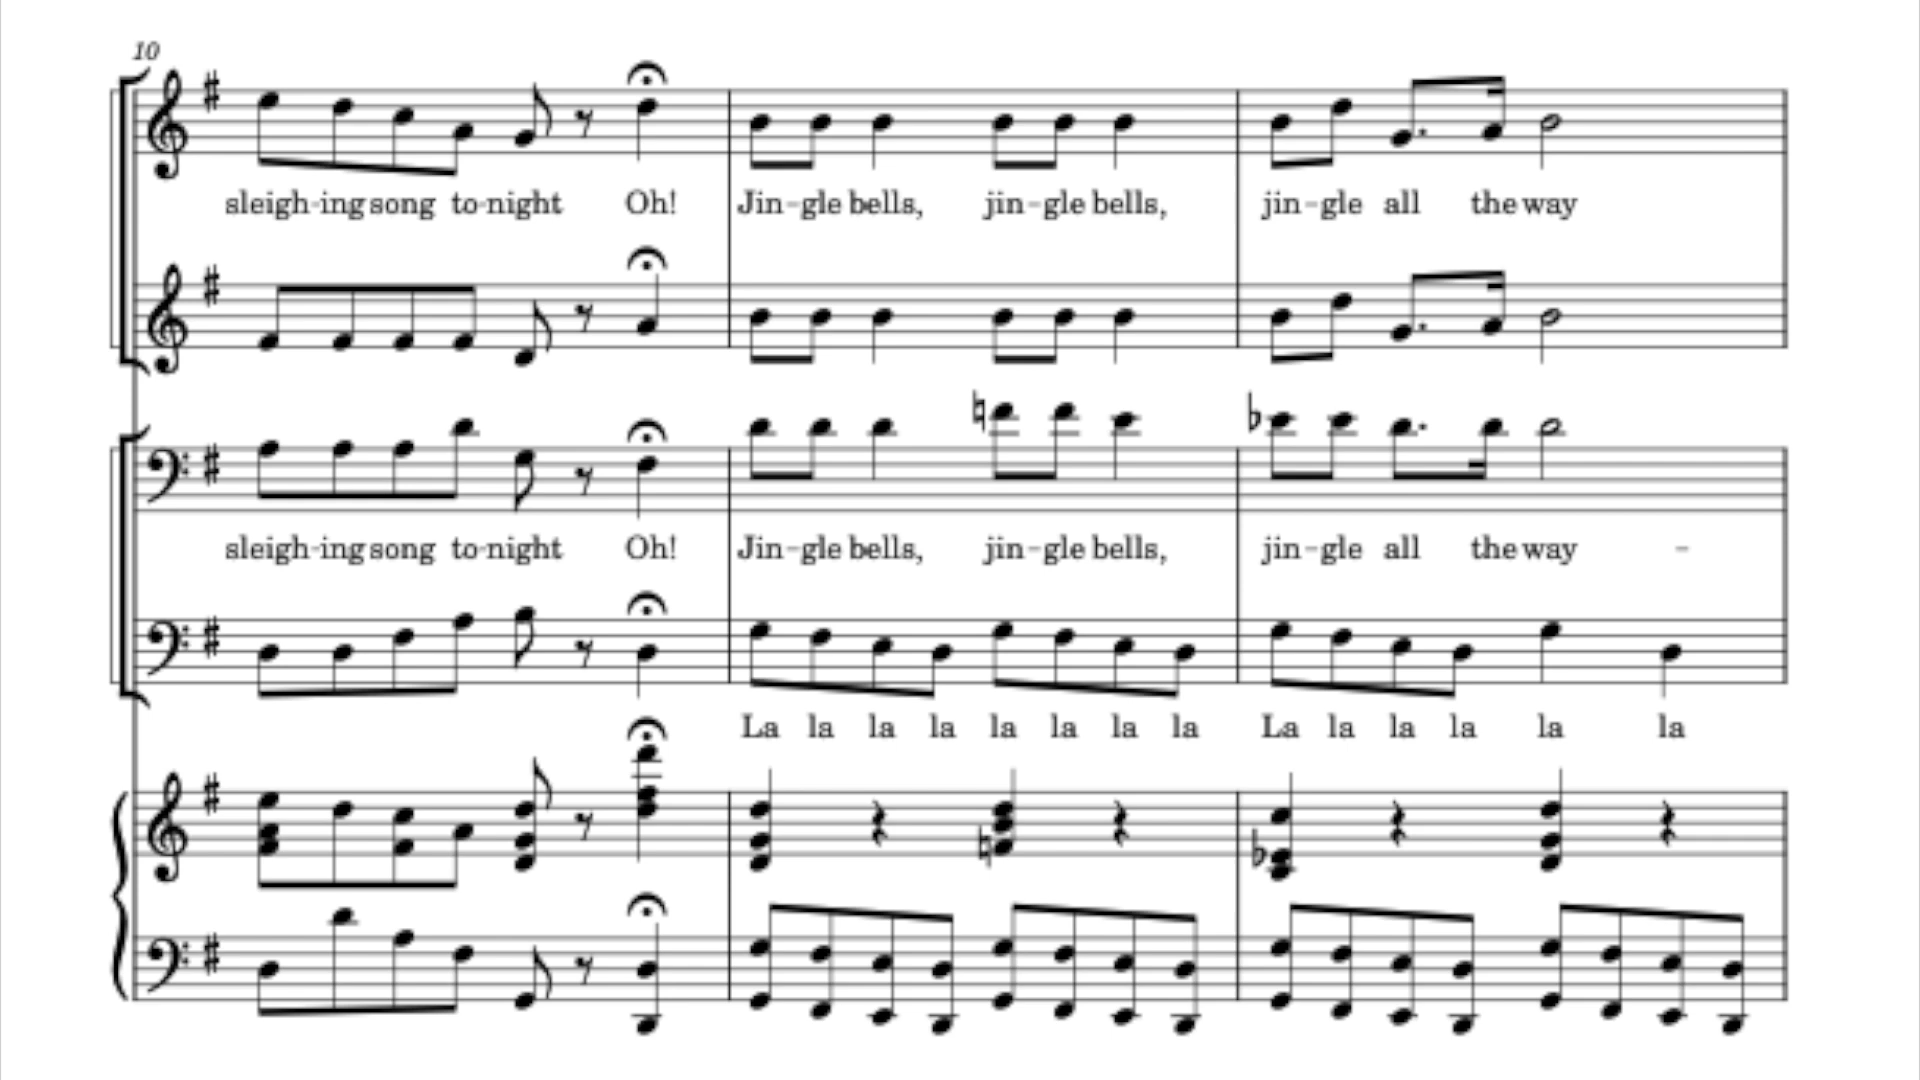 10
sleigh-ing song to-night Oh! Jin-gle bells, jin-gle bells, jin-gle all the way
sleigh-ing song to-night Oh! Jin-gle bells, jin-gle bells, jin-gle all the way -
La la la la la la la la La la la la la la